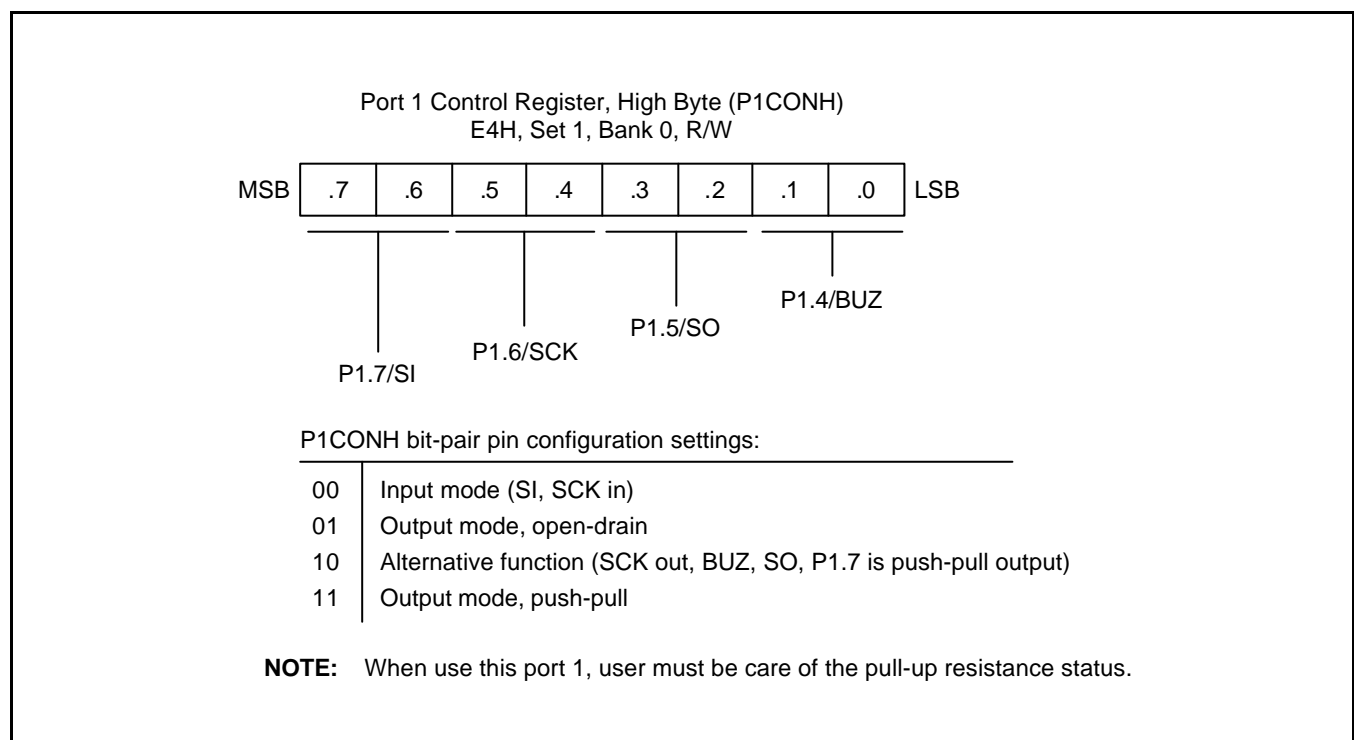 Port 1 Control Register, High Byte (P1CONH)
E4H, Set 1, Bank 0, R/W
MSB .7 .6 .5 .4 .3 .2 .1 .0 LSB
P1.4/BUZ
P1.5/SO
P1.6/SCK
P1.7/SI
P1CONH bit-pair pin configuration settings:
00 Input mode (SI, SCK in)
01 Output mode, open-drain
10 Alternative function (SCK out, BUZ, SO, P1.7 is push-pull output)
11 Output mode, push-pull
NOTE: When use this port 1, user must be care of the pull-up resistance status.